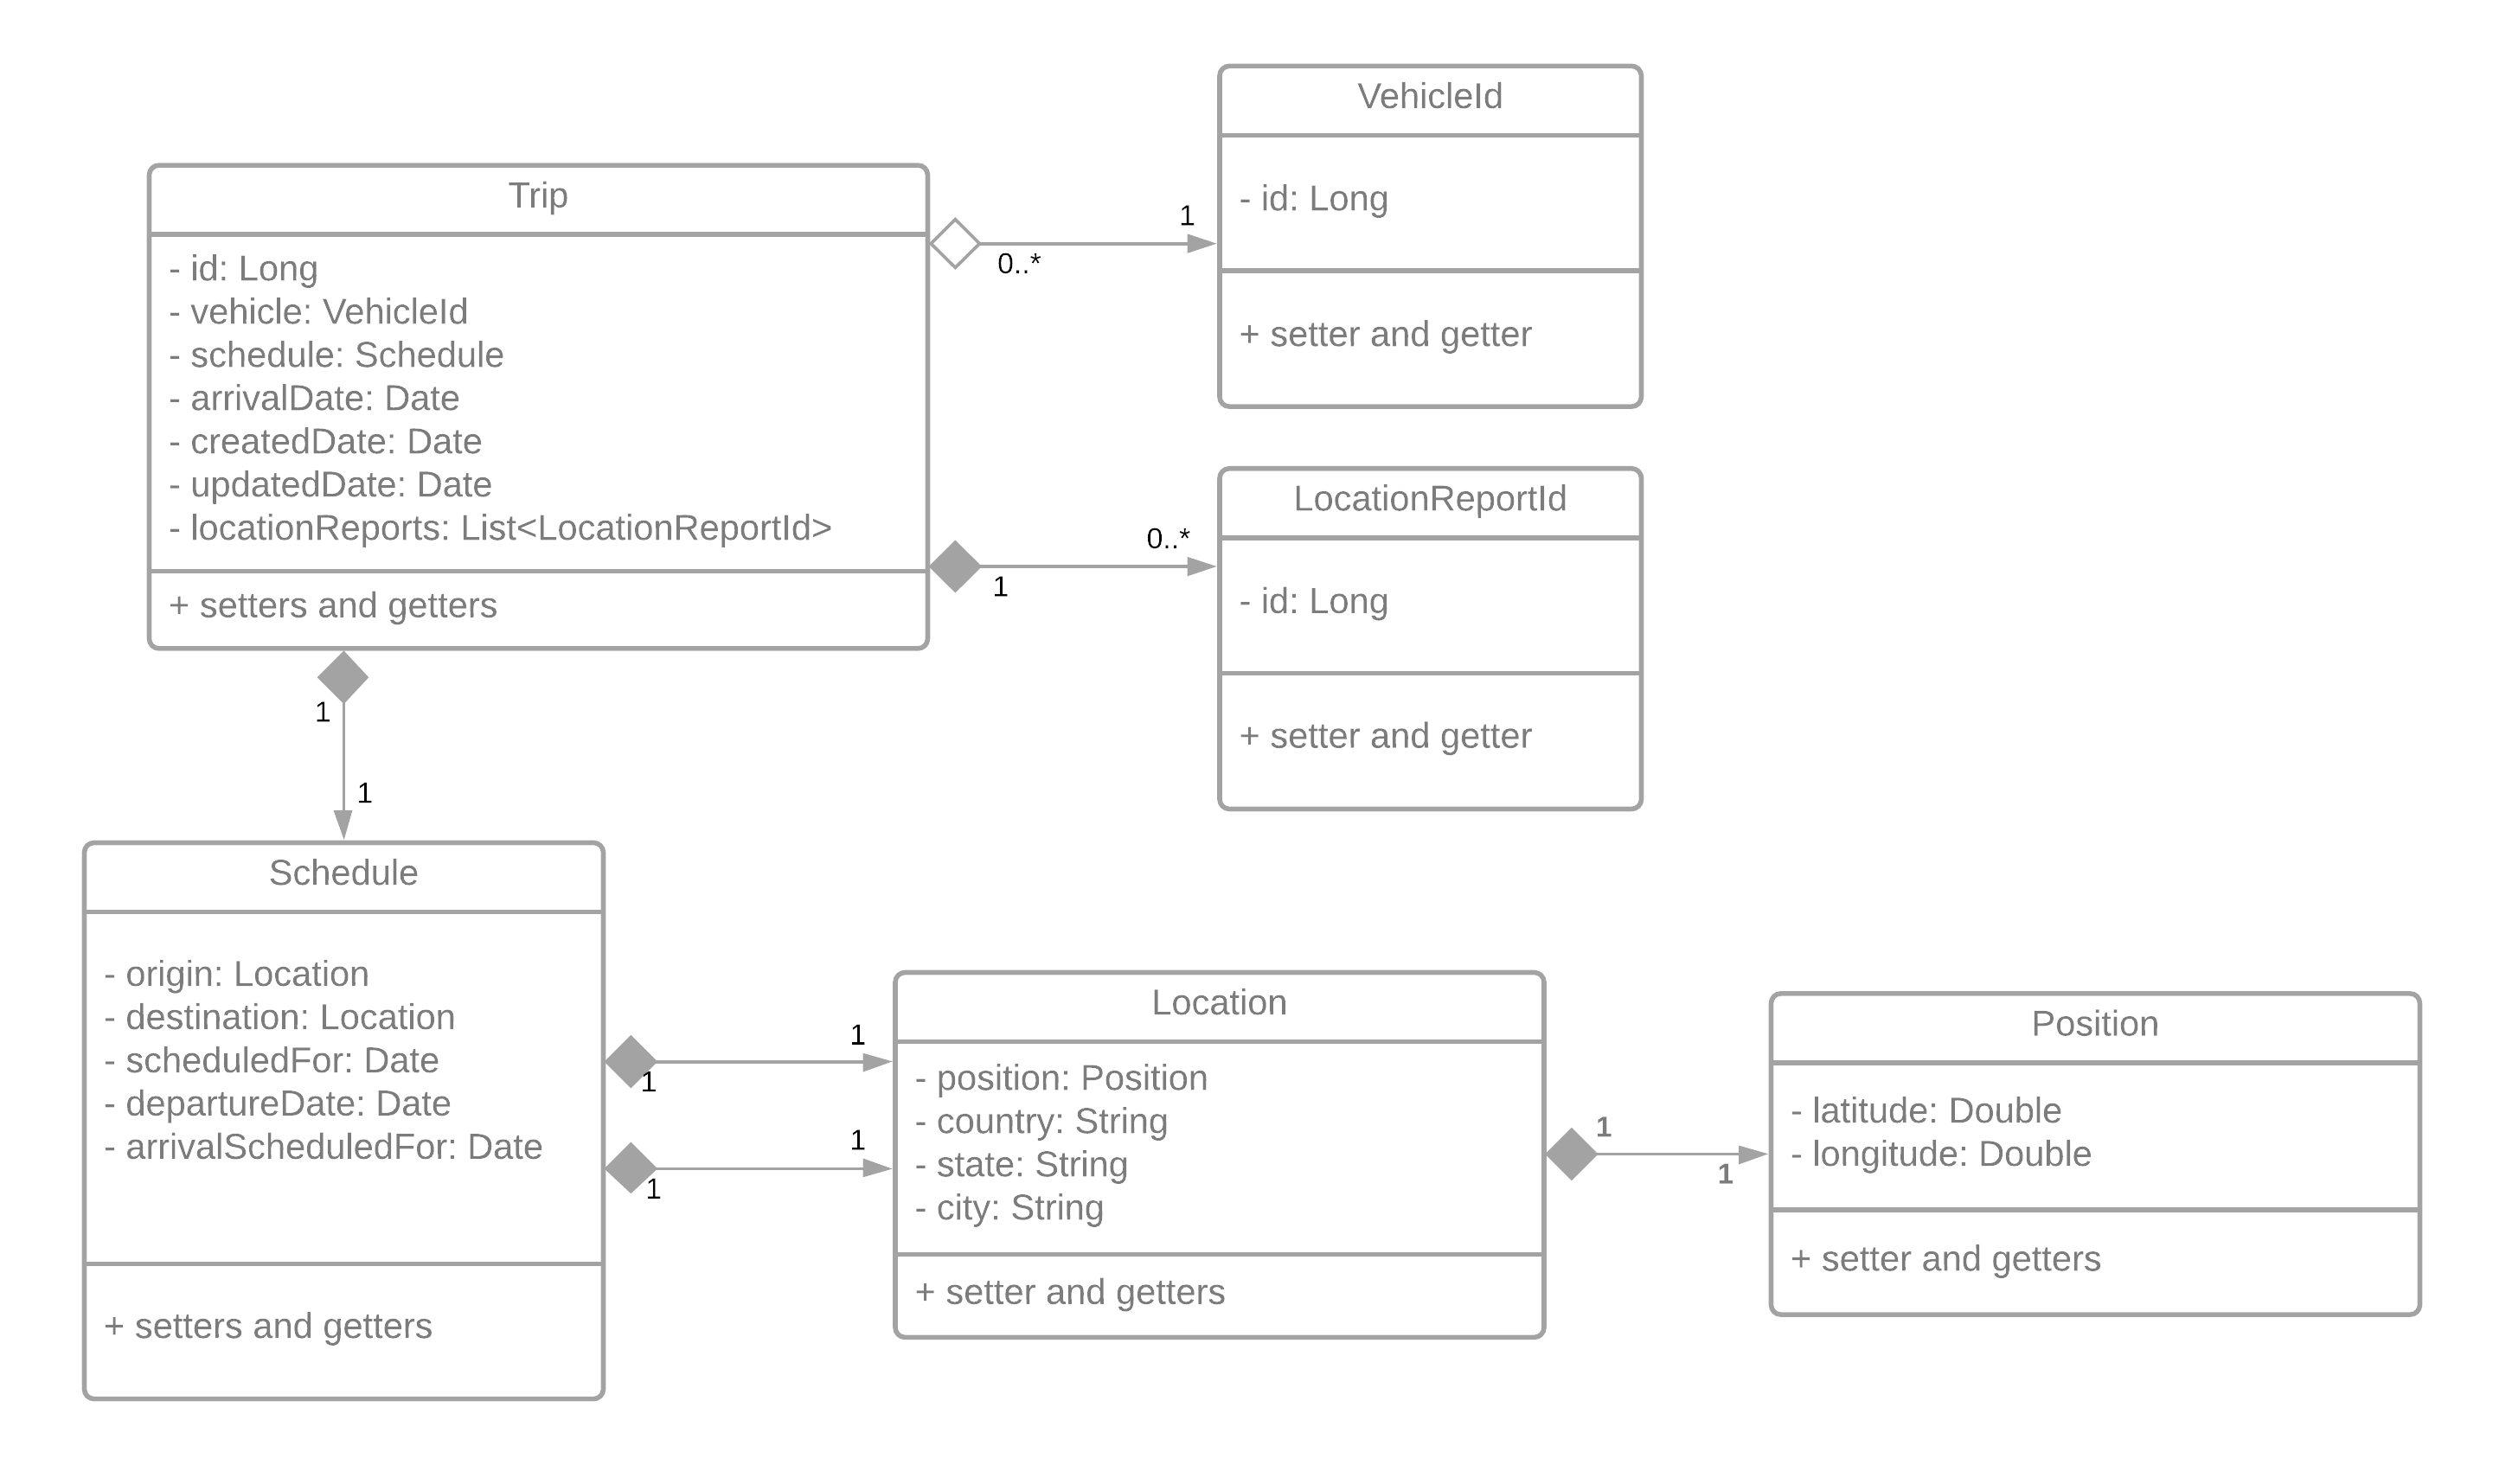 VehicleId
- id: Long
+ setter and getter
Trip
- id: Long
- vehicle: VehicleId
- schedule: Schedule
- arrivalDate: Date
- createdDate: Date
- updatedDate: Date
- locationReports: List<LocationReportId>
+ setters and getters
1
0..*
LocationReportId
- id: Long
+ setter and getter
0..*
1
1
1
Schedule
- origin: Location
- destination: Location
- scheduledFor: Date
- departureDate: Date
- arrivalScheduledFor: Date
+ setters and getters
1
1
1
1
Location
- position: Position
- country: String
- state: String
- city: String
+ setter and getters
1
1
Position
- latitude: Double
- longitude: Double
+ setter and getters